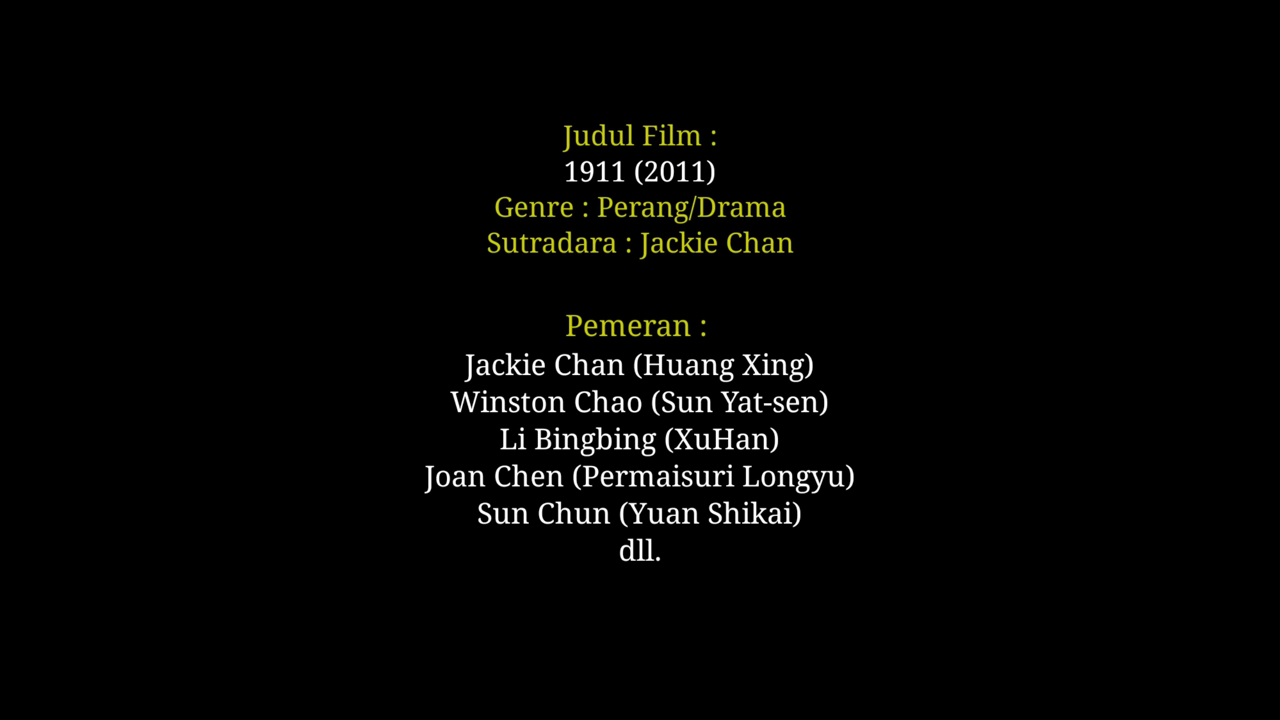 Judul Film :
1911 (2011)
Genre : Perang/Drama
Sutradara : Jackie Chan
Pemeran :
Jackie Chan (Huang Xing)
Winston Chao (Sun Yat-sen)
Li Bingbing (XuHan)
Joan Chen (Permaisuri Longyu)
Sun Chun (Yuan Shikai)
dll.